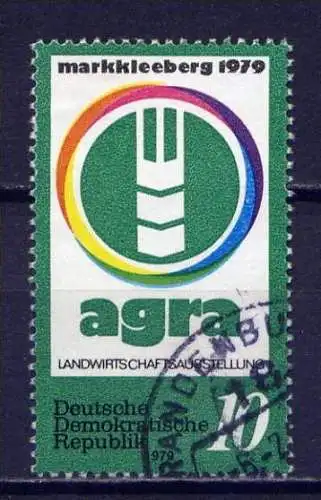 markkleeberg 1979
agra
LANDWIRTSCHAFTSAUSSTELLUNG
Deutsche
Demokratische
Republik
1979
10